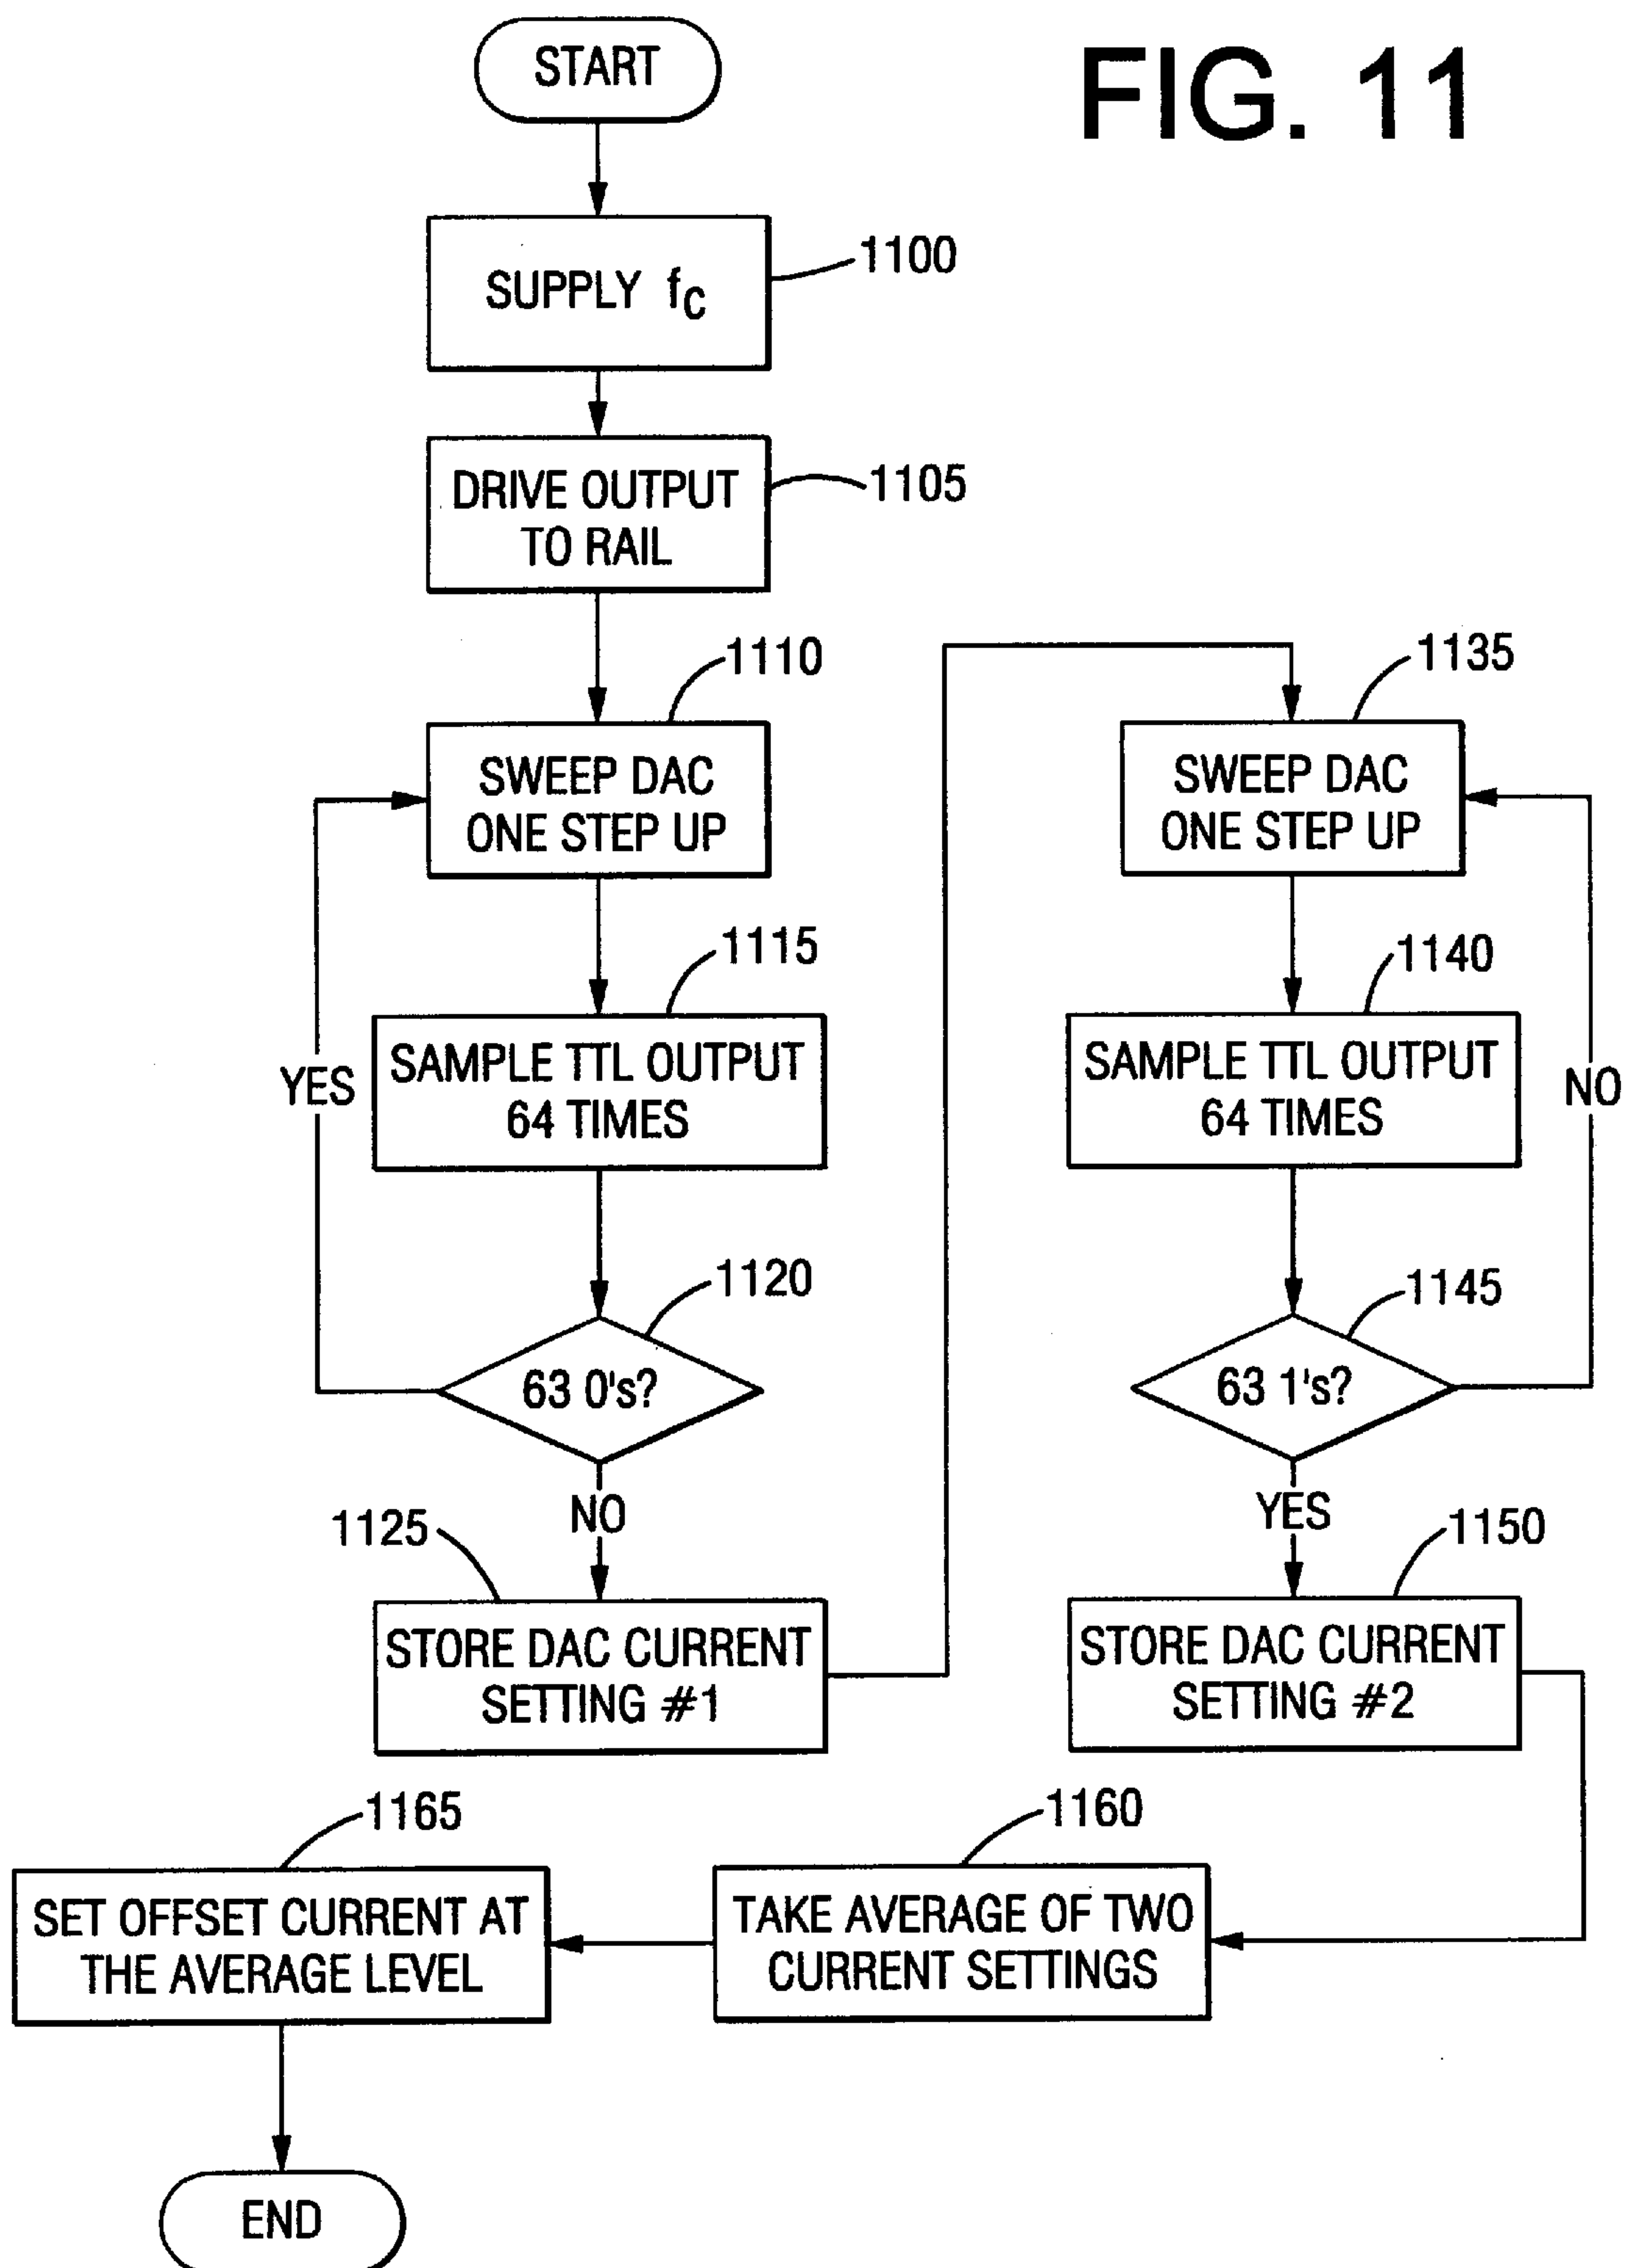 FIG. 11
START
SUPPLY fC
1100
DRIVE OUTPUT
TO RAIL
1105
1110
SWEEP DAC
ONE STEP UP
1115
SAMPLE TTL OUTPUT
64 TIMES
YES
1120
63 0's?
NO
1125
STORE DAC CURRENT
SETTING #1
1135
SWEEP DAC
ONE STEP UP
1140
SAMPLE TTL OUTPUT
64 TIMES
NO
1145
63 1's?
YES
1150
STORE DAC CURRENT
SETTING #2
1160
TAKE AVERAGE OF TWO
CURRENT SETTINGS
1165
SET OFFSET CURRENT AT
THE AVERAGE LEVEL
END